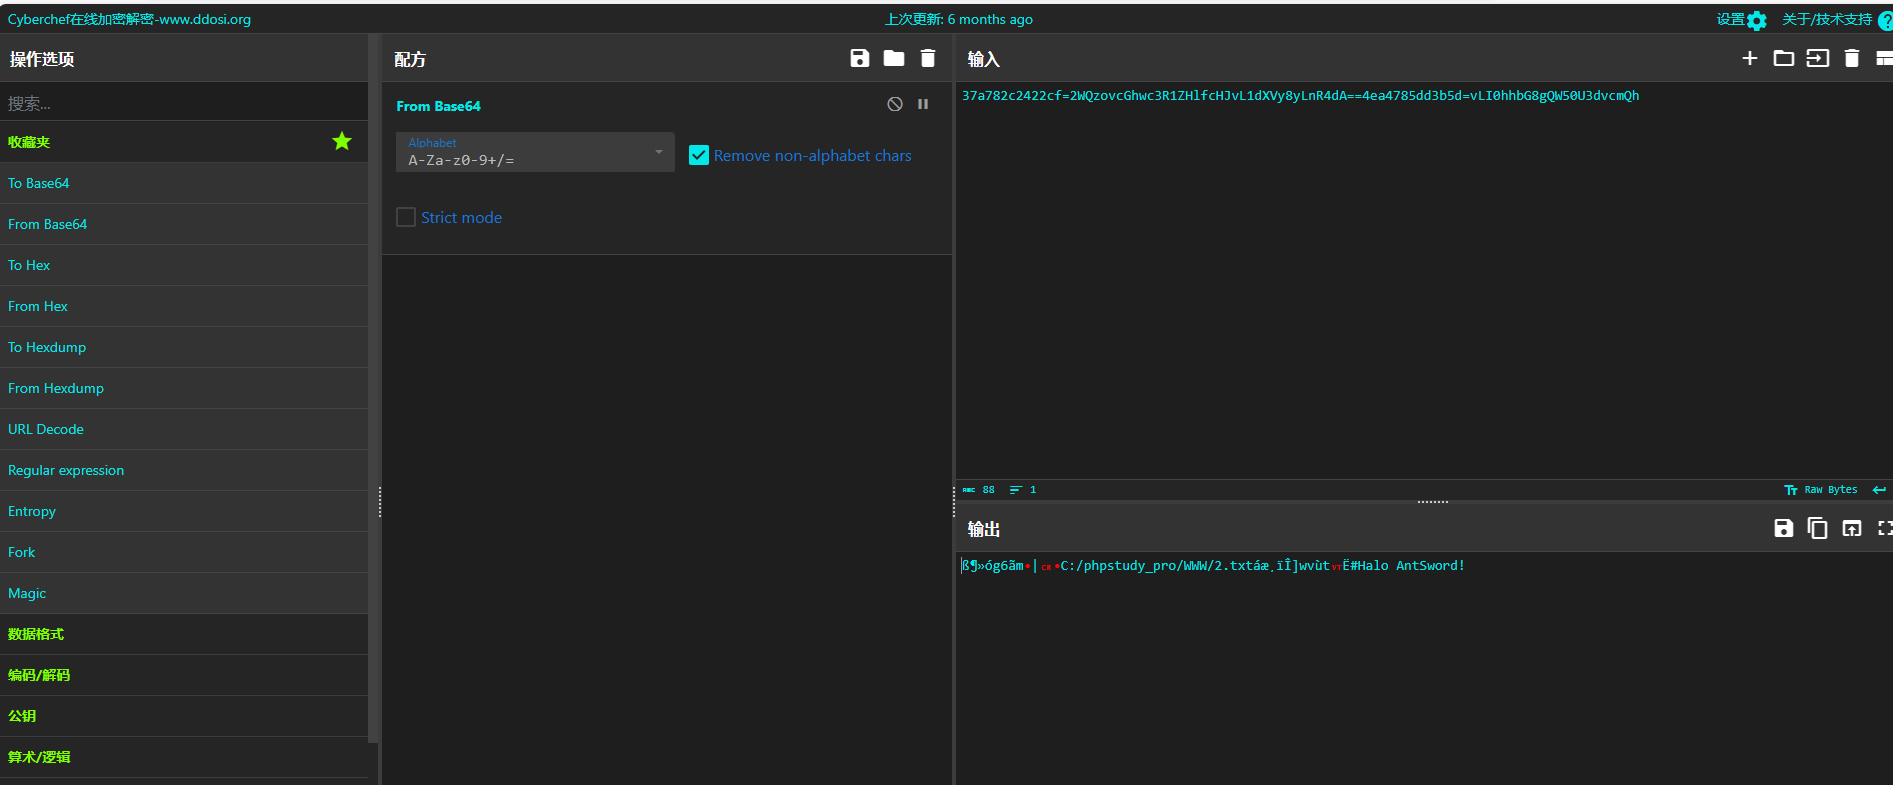 Cyberchef在线加密解密-www.ddosi.org
上次更新: 6 months ago
设置
关于/技术支持
操作选项
搜索...
收藏夹
To Base64
From Base64
To Hex
From Hex
To Hexdump
From Hexdump
URL Decode
Regular expression
Entropy
Fork
Magic
数据格式
编码/解码
公钥
算术/逻辑
配方
From Base64
Alphabet
A-Za-z0-9+/=
Remove non-alphabet chars
Strict mode
输入
37a782c2422cf=2WQzovcGhwc3R1ZHlfcHJvL1dXVy8yLnR4dA==4ea4785dd3b5d=vLI0hhbG8gQW50U3dvcmQh
ABC 88 1
Raw Bytes
输出
ß¶»óg6ãm•|CR•C:/phpstudy_pro/WWW/2.txtáæ¸ïÎ]wvùtVTË#Halo AntSword!